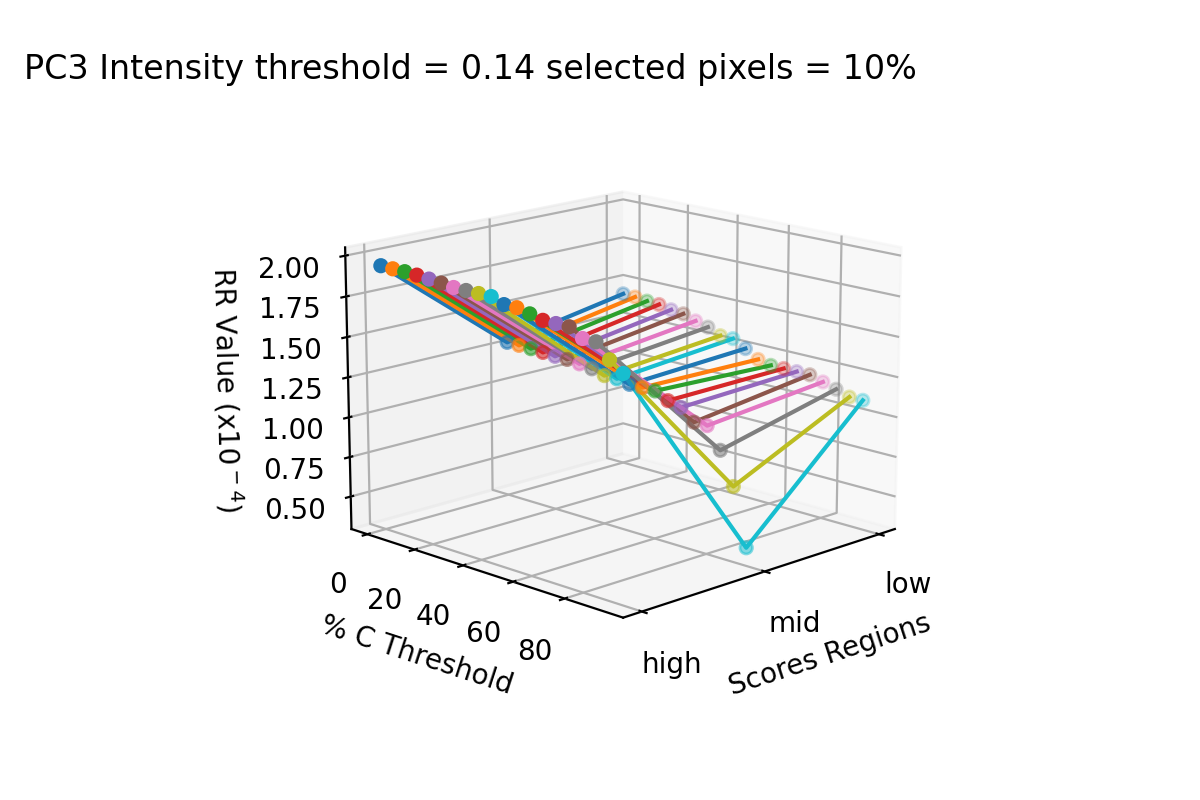 PC3 Intensity threshold = 0.14 selected pixels = 10%
RR Value (x10⁻⁴)
2.00
1.75
1.50
1.25
1.00
0.75
0.50
0
20
40
60
80
% C Threshold
high
mid
low
Scores Regions